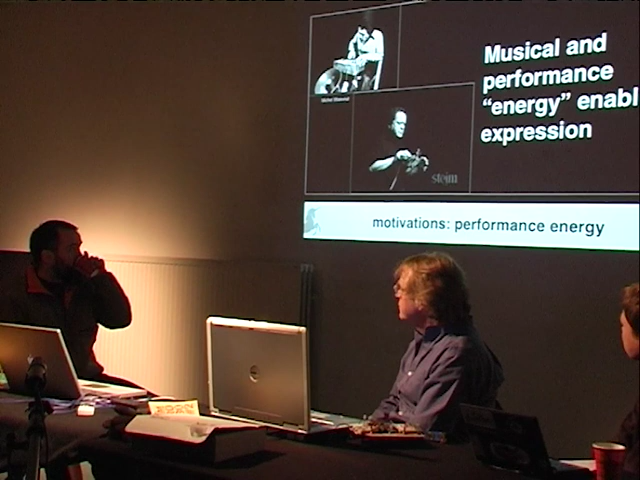 Musical and
performance
"energy" enabl
expression
steim
motivations: performance energy